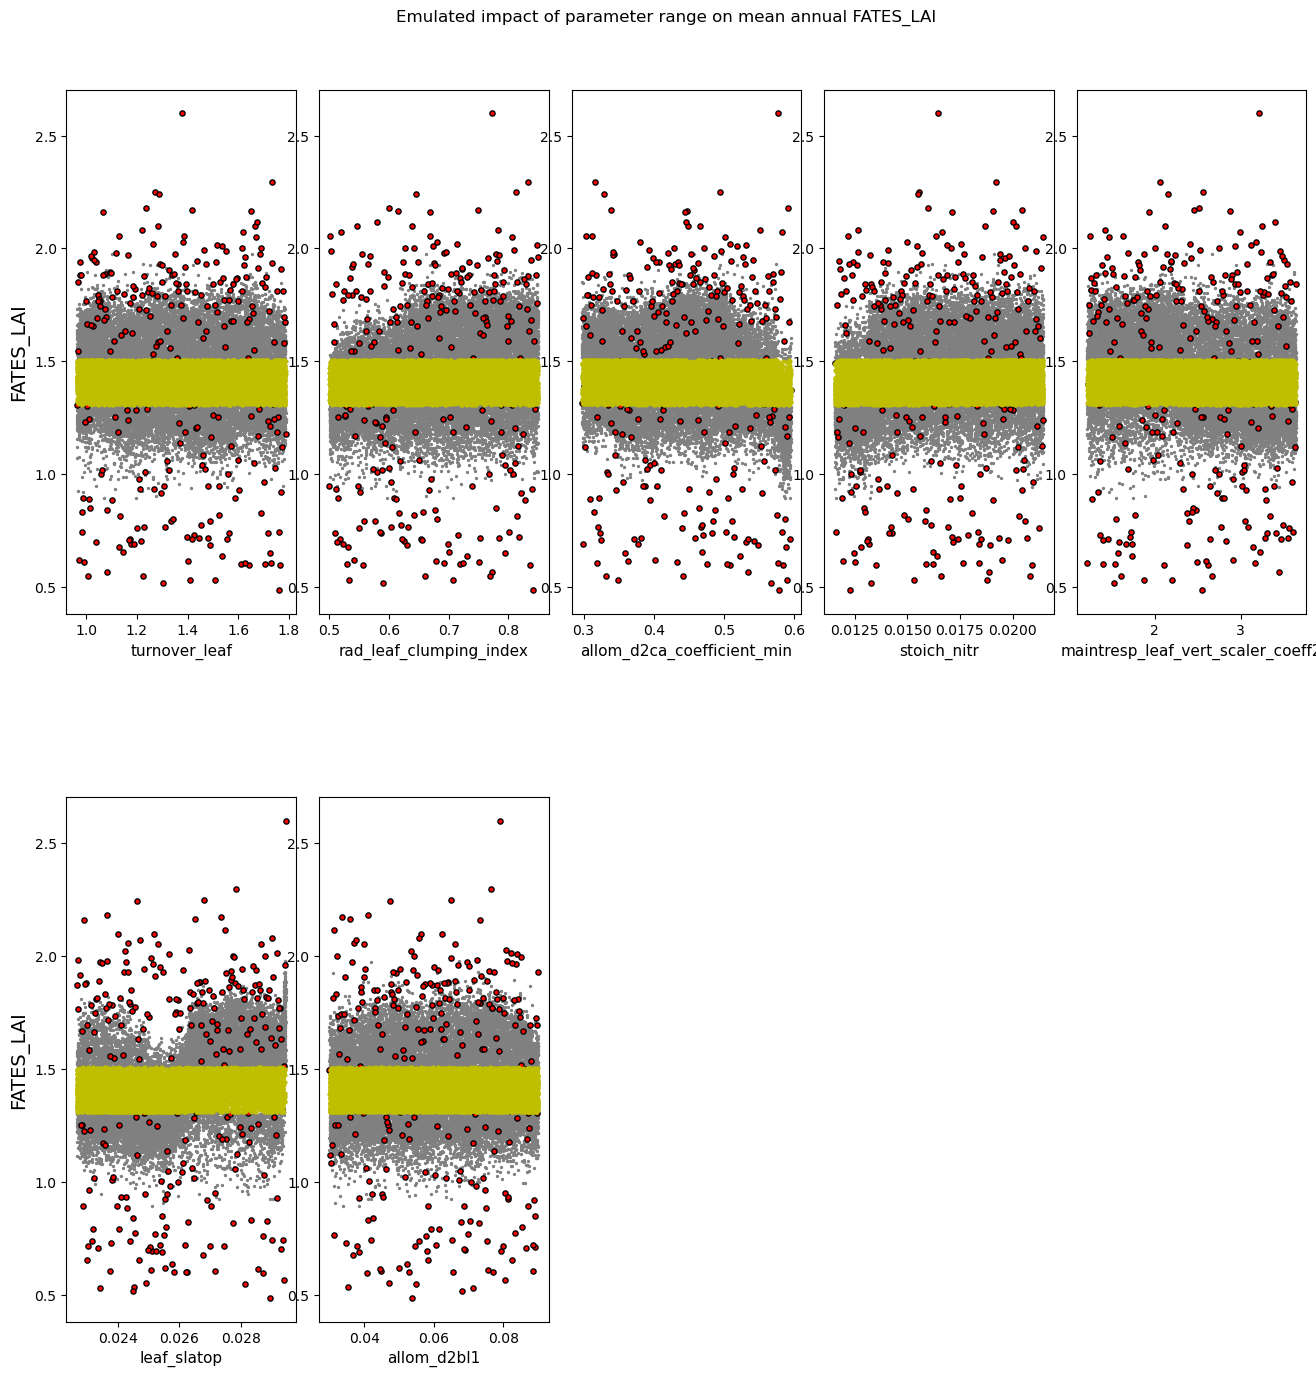 Emulated impact of parameter range on mean annual FATES_LAI
FATES_LAI
2.5
2.0
1.5
1.0
0.5
1.0 1.2 1.4 1.6 1.8
turnover_leaf
2.5
2.0
1.5
1.0
0.5
0.5 0.6 0.7 0.8
rad_leaf_clumping_index
2.5
2.0
1.5
1.0
0.5
0.3 0.4 0.5 0.6
allom_d2ca_coefficient_min
2.5
2.0
1.5
1.0
0.5
0.0125 0.0150 0.0175 0.0200
stoich_nitr
2.5
2.0
1.5
1.0
0.5
2 3
maintresp_leaf_vert_scaler_coeff2
FATES_LAI
2.5
2.0
1.5
1.0
0.5
0.024 0.026 0.028
leaf_slatop
2.5
2.0
1.5
1.0
0.5
0.04 0.06 0.08
allom_d2bl1